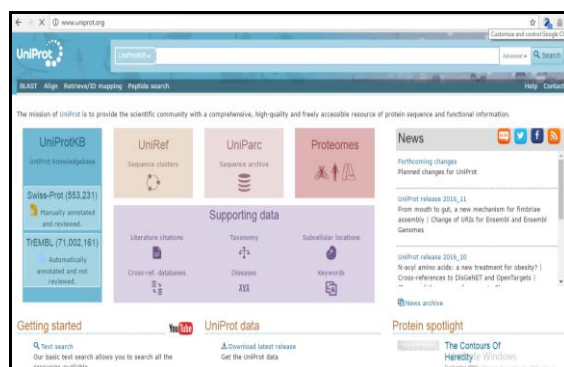 www.uniprot.org
Customize and control Google Ch
UniProt
UniProtKB
Advanced
Search
BLAST Align Retrieve/ID mapping Peptide search
Help Contact
The mission of UniProt is to provide the scientific community with a comprehensive, high-quality and freely accessible resource of protein sequence and functional information.
UniProtKB
UniProt Knowledgebase
Swiss-Prot (553,231)
Manually annotated
and reviewed.
TrEMBL (71,002,161)
Automatically
annotated and not
reviewed.
UniRef
Sequence clusters
UniParc
Sequence archive
Proteomes
Supporting data
Literature citations
Taxonomy
Subcellular locations
Cross-ref. databases
Diseases
Keywords
News
Forthcoming changes
Planned changes for UniProt
UniProt release 2016_11
From mouth to gut, a new mechanism for fimbriae
assembly | Change of URIs for Ensembl and Ensembl
Genomes
UniProt release 2016_10
N-acyl amino acids: a new treatment for obesity? |
Cross-references to DisGeNET and OpenTargets |
News archive
Getting started
YouTube
Text search
Our basic text search allows you to search all the
UniProt data
Download latest release
Get the UniProt data
Protein spotlight
The Contours Of
Heredity
Windows